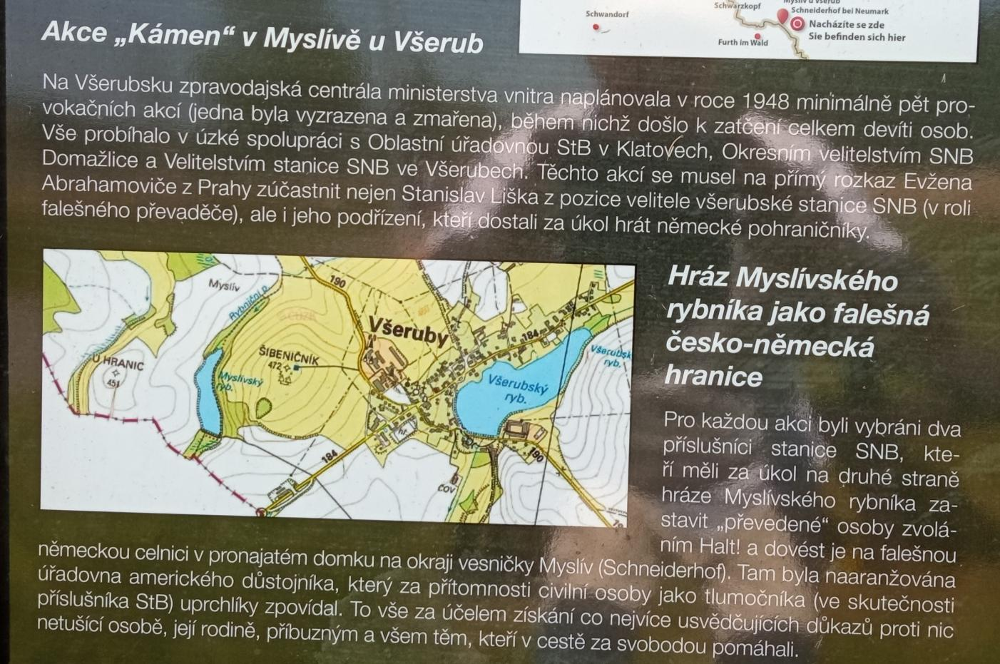 Schwandorf
Schwarzkopf
Myslív u Všerub
Schneiderhof bei Neumark
Nacházíte se zde
Sie befinden sich hier
Furth im Wald
Akce „Kámen“ v Myslívě u Všerub
Na Všerubsku zpravodajská centrála ministerstva vnitra naplánovala v roce 1948 minimálně pět pro-
vokačních akcí (jedna byla vyzrazena a zmařena), během nichž došlo k zatčení celkem devíti osob.
Vše probíhalo v úzké spolupráci s Oblastní úřadovnou StB v Klatovech, Okresním velitelstvím SNB
Domažlice a Velitelstvím stanice SNB ve Všerubech. Těchto akcí se musel na přímý rozkaz Evžena
Abrahamoviče z Prahy zúčastnit nejen Stanislav Liška z pozice velitele všerubské stanice SNB (v roli
falešného převaděče), ale i jeho podřízení, kteří dostali za úkol hrát německé pohraničníky.
Myslív
Rybniční p.
190
Všeruby
184
ŠIBENIČNÍK
472
U HRANIC
451
Myslívský
ryb.
Všerubský
ryb.
Všerubsk
ryb.
hř.
184
190
ČOV
Hráz Myslívského
rybníka jako falešná
česko-německá
hranice
Pro každou akci byli vybráni dva
příslušníci stanice SNB, kte-
ří měli za úkol na druhé straně
hráze Myslívského rybníka za-
stavit „převedené“ osoby zvolá-
ním Halt! a dovést je na falešnou
německou celnici v pronajatém domku na okraji vesničky Myslív (Schneiderhof). Tam byla naaranžována
úřadovna amerického důstojníka, který za přítomnosti civilní osoby jako tlumočníka (ve skutečnosti
příslušníka StB) uprchlíky zpovídal. To vše za účelem získání co nejvíce usvědčujících důkazů proti nic
netušící osobě, její rodině, příbuzným a všem těm, kteří v cestě za svobodou pomáhali.